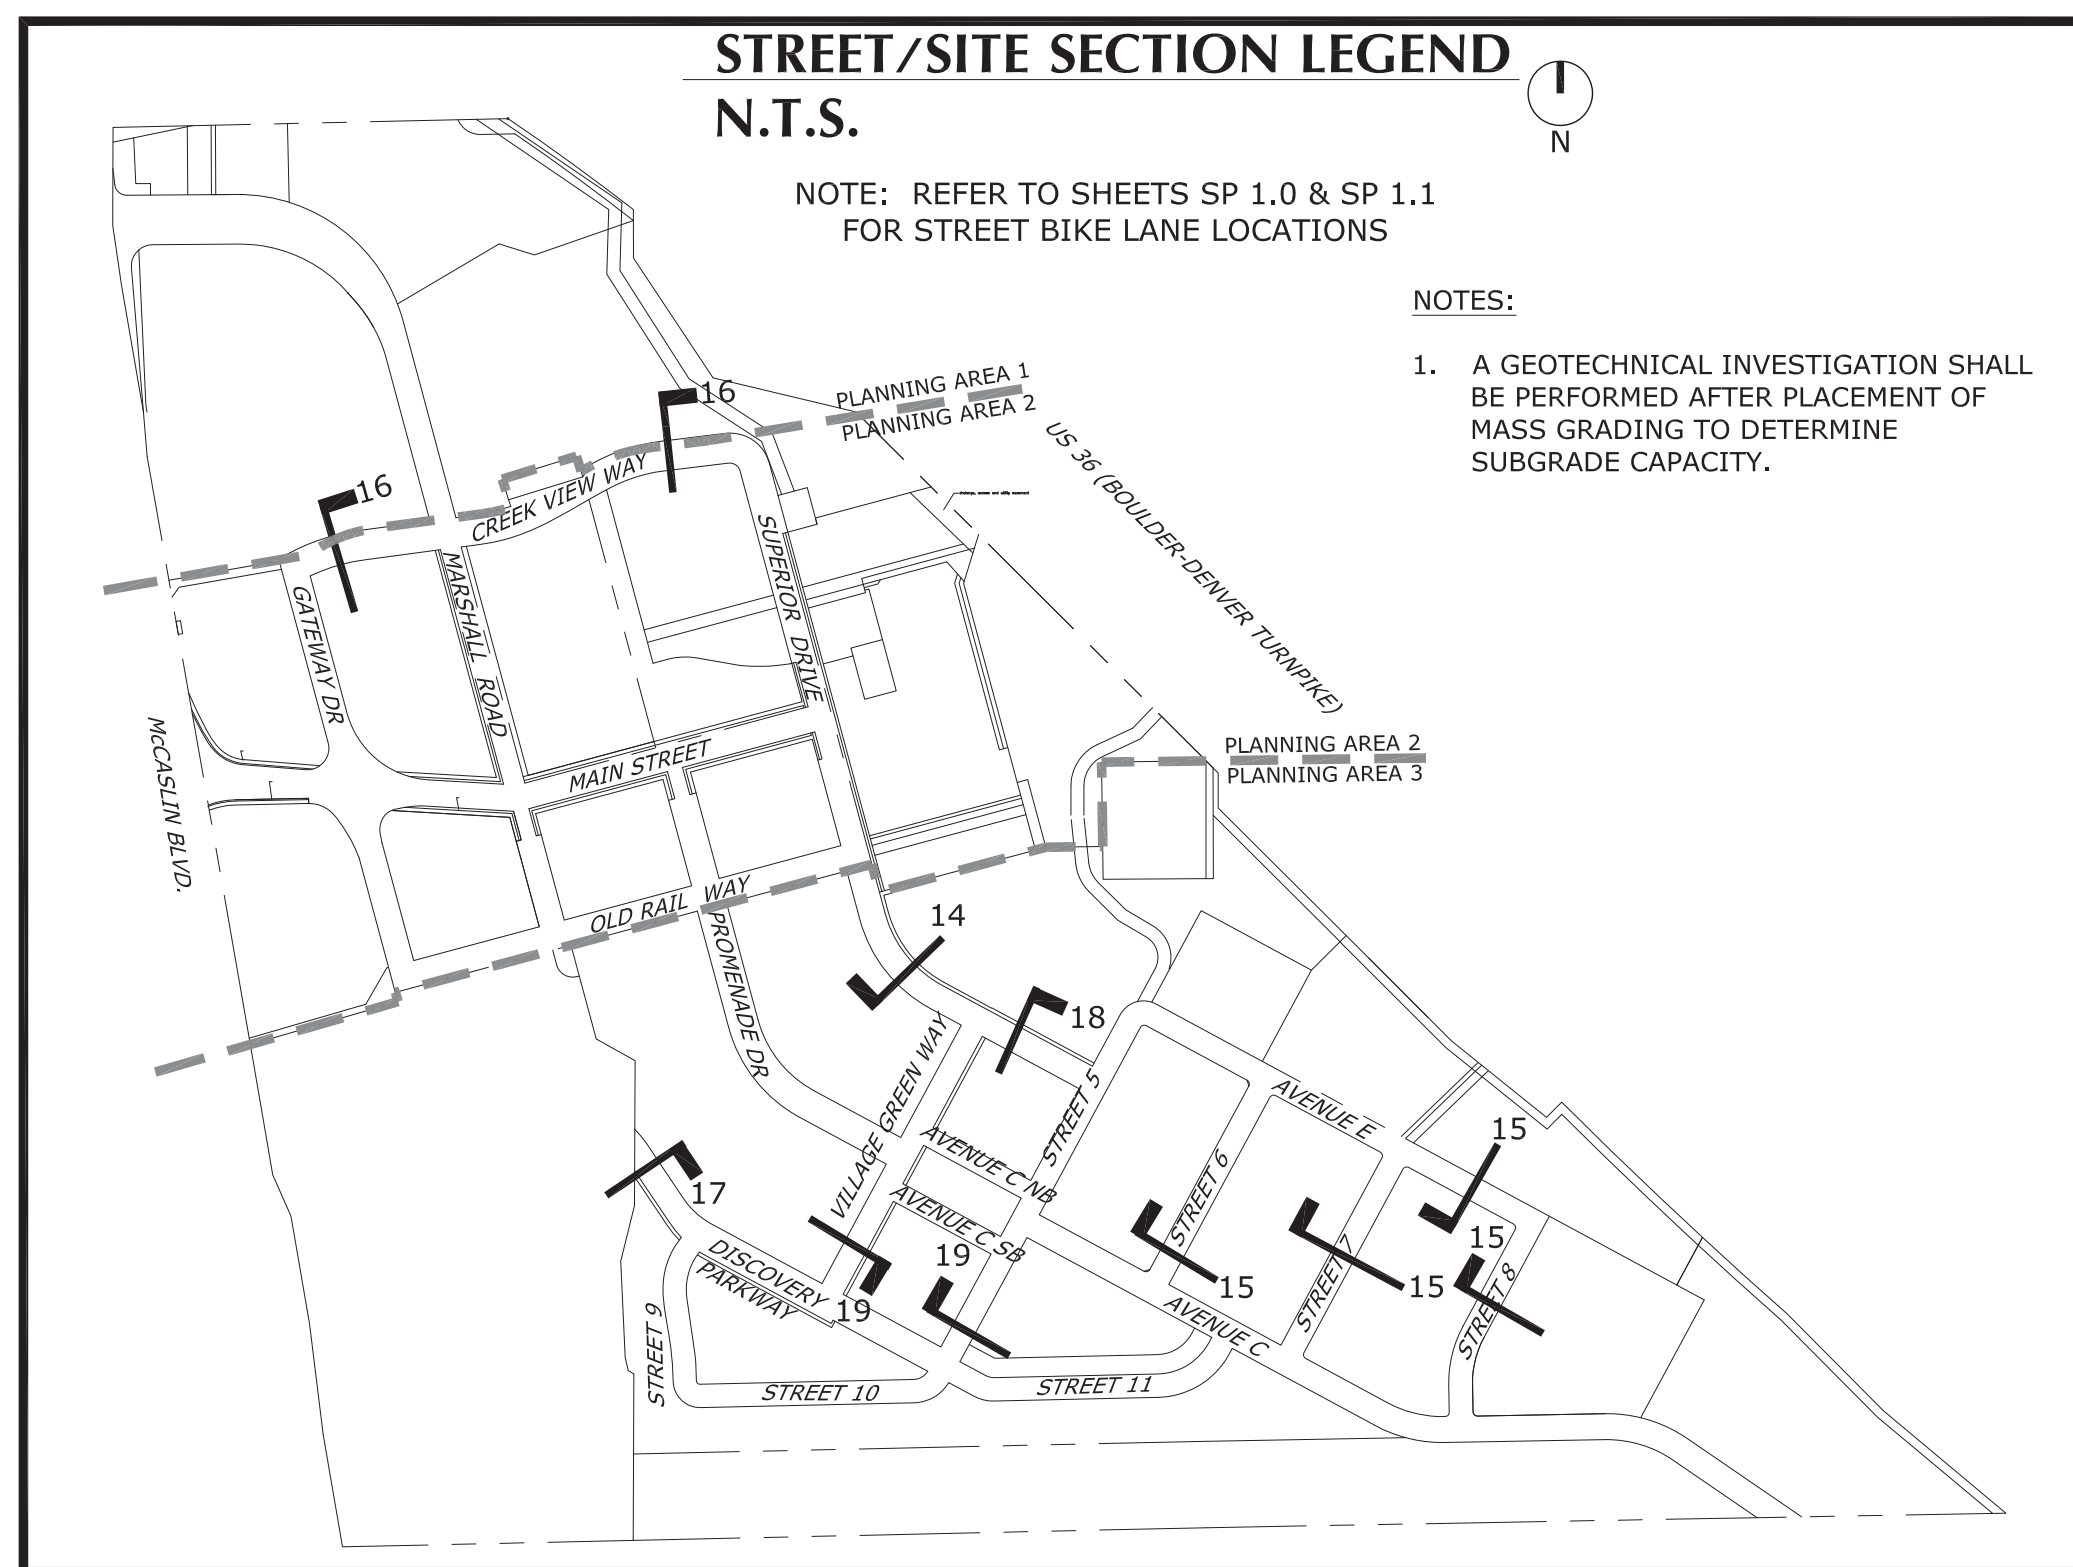 STREET/SITE SECTION LEGEND
N.T.S.
N
NOTE: REFER TO SHEETS SP 1.0 & SP 1.1
FOR STREET BIKE LANE LOCATIONS
NOTES:
1. A GEOTECHNICAL INVESTIGATION SHALL
BE PERFORMED AFTER PLACEMENT OF
MASS GRADING TO DETERMINE
SUBGRADE CAPACITY.
PLANNING AREA 1
PLANNING AREA 2
16
16
US 36 (BOULDER-DENVER TURNPIKE)
CREEK VIEW WAY
SUPERIOR DRIVE
MARSHALL ROAD
GATEWAY DR
McCASLIN BLVD.
MAIN STREET
PLANNING AREA 2
PLANNING AREA 3
OLD RAIL WAY
PROMENADE DR
14
18
VILLAGE GREEN WAY
STREET 5
AVENUE E
AVENUE C NB
AVENUE C SB
STREET 6
15
17
15
19
19
15
15
STREET 7
STREET 8
DISCOVERY
PARKWAY
AVENUE C
STREET 9
STREET 10
STREET 11